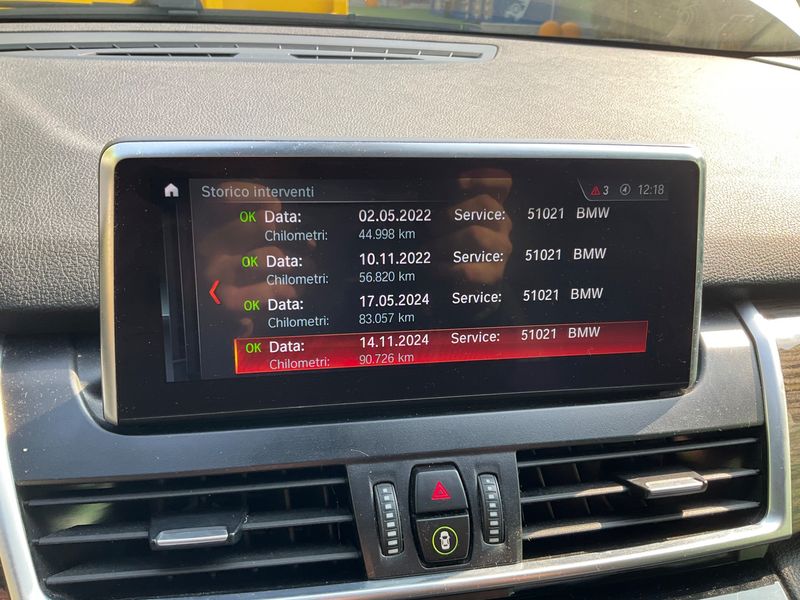 Storico interventi 3 12:18
OK Data: 02.05.2022 Service: 51021 BMW
Chilometri: 44.998 km
OK Data: 10.11.2022 Service: 51021 BMW
Chilometri: 56.820 km
OK Data: 17.05.2024 Service: 51021 BMW
Chilometri: 83.057 km
OK Data: 14.11.2024 Service: 51021 BMW
Chilometri: 90.726 km